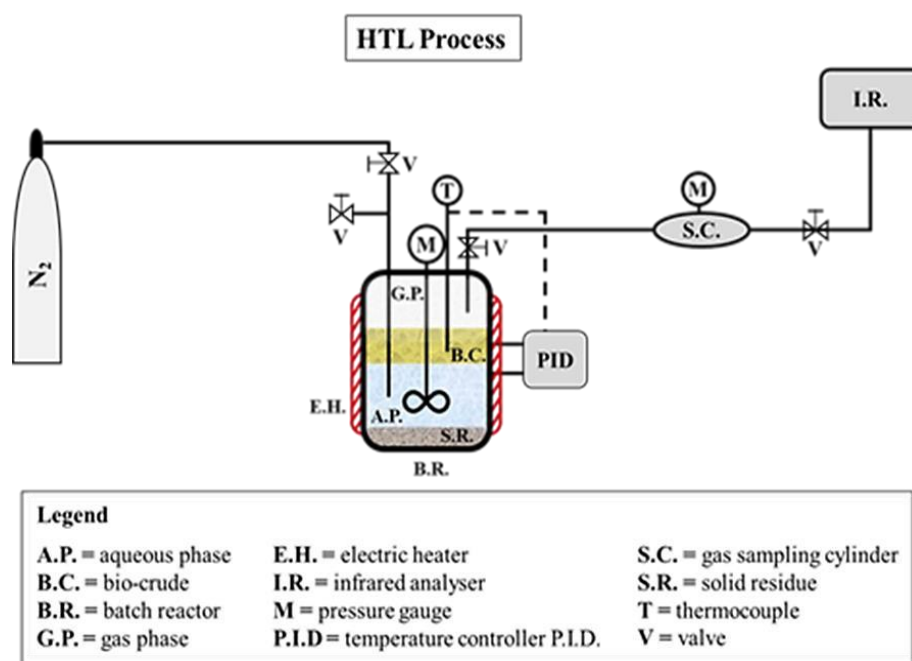 HTL Process
I.R.
V
T
M
N₂
V
M
V
S.C.
V
G.P.
B.C.
PID
E.H.
A.P.
S.R.
B.R.
Legend
A.P. = aqueous phase
B.C. = bio-crude
B.R. = batch reactor
G.P. = gas phase
E.H. = electric heater
I.R. = infrared analyser
M = pressure gauge
P.I.D = temperature controller P.I.D.
S.C. = gas sampling cylinder
S.R. = solid residue
T = thermocouple
V = valve